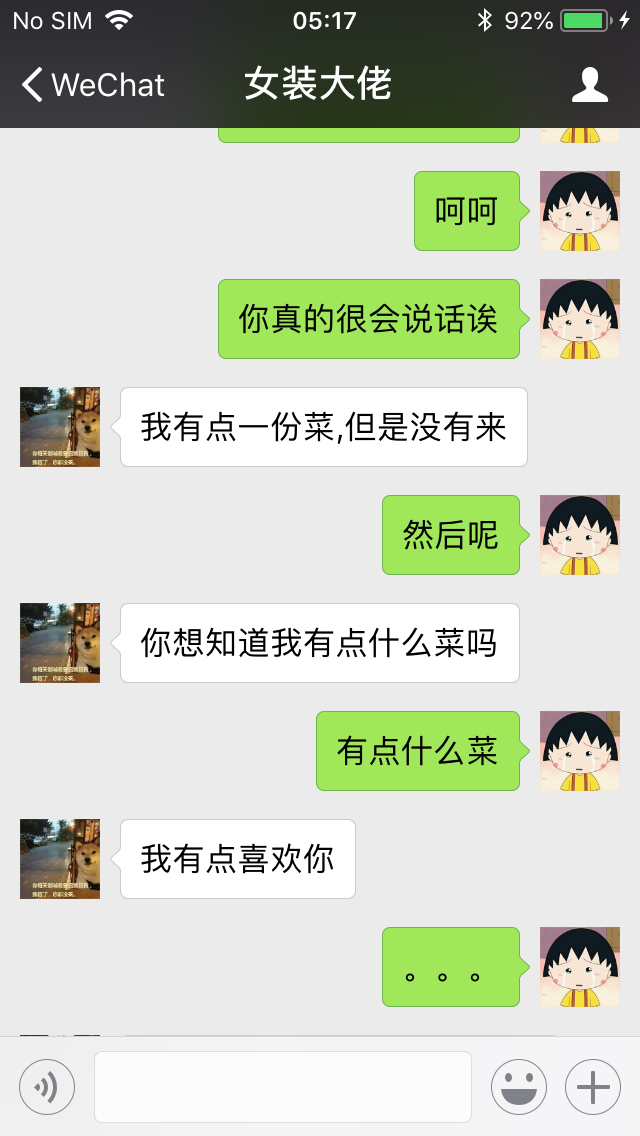 No SIM 05:17 92%
WeChat 女装大佬
呵呵
你真的很会说话诶
我有点一份菜,但是没有来
然后呢
你想知道我有点什么菜吗
有点什么菜
我有点喜欢你
。。。